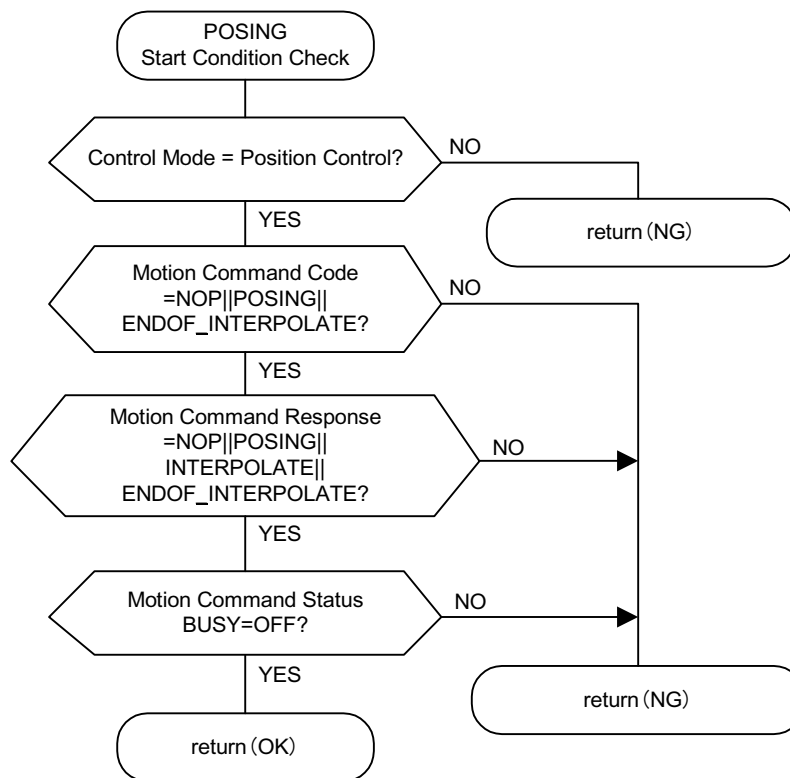 POSING
Start Condition Check
Control Mode = Position Control?
NO
return(NG)
YES
Motion Command Code
=NOP||POSING||
ENDOF_INTERPOLATE?
NO
YES
Motion Command Response
=NOP||POSING||
INTERPOLATE||
ENDOF_INTERPOLATE?
NO
YES
Motion Command Status
BUSY=OFF?
NO
YES
return(NG)
return(OK)